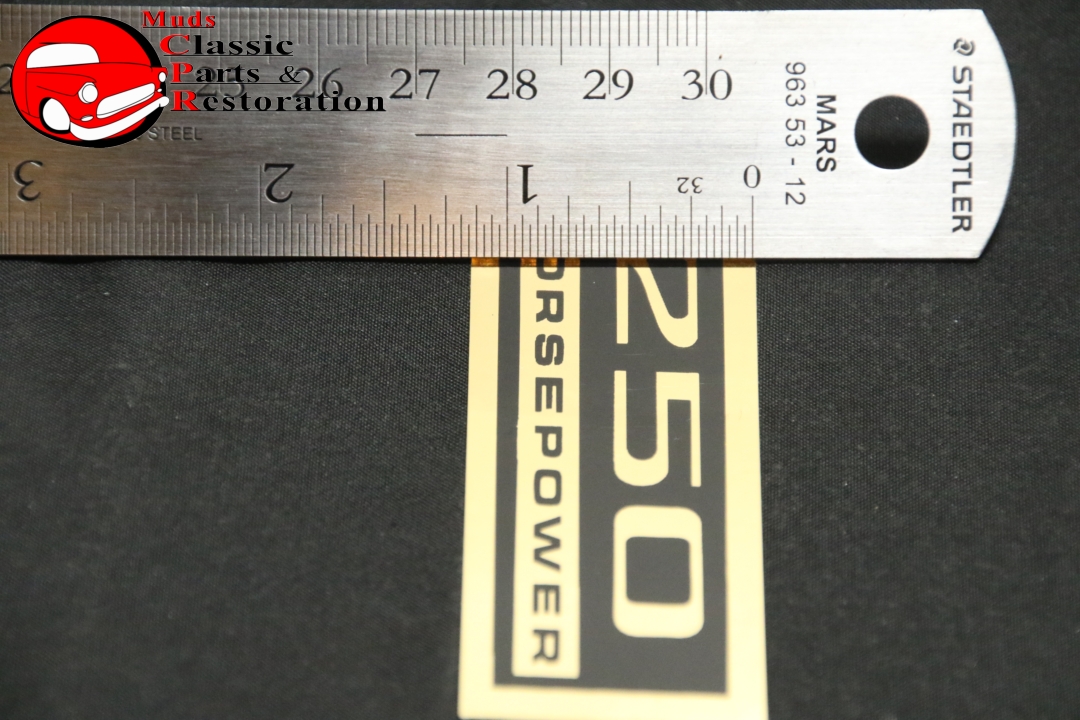 Muds
Classic
Parts &
Restoration
26 27 28 29 30
STEEL
3 2 1 32 0
MARS
963 53 - 12
STAEDTLER
250
ORSEPOWER